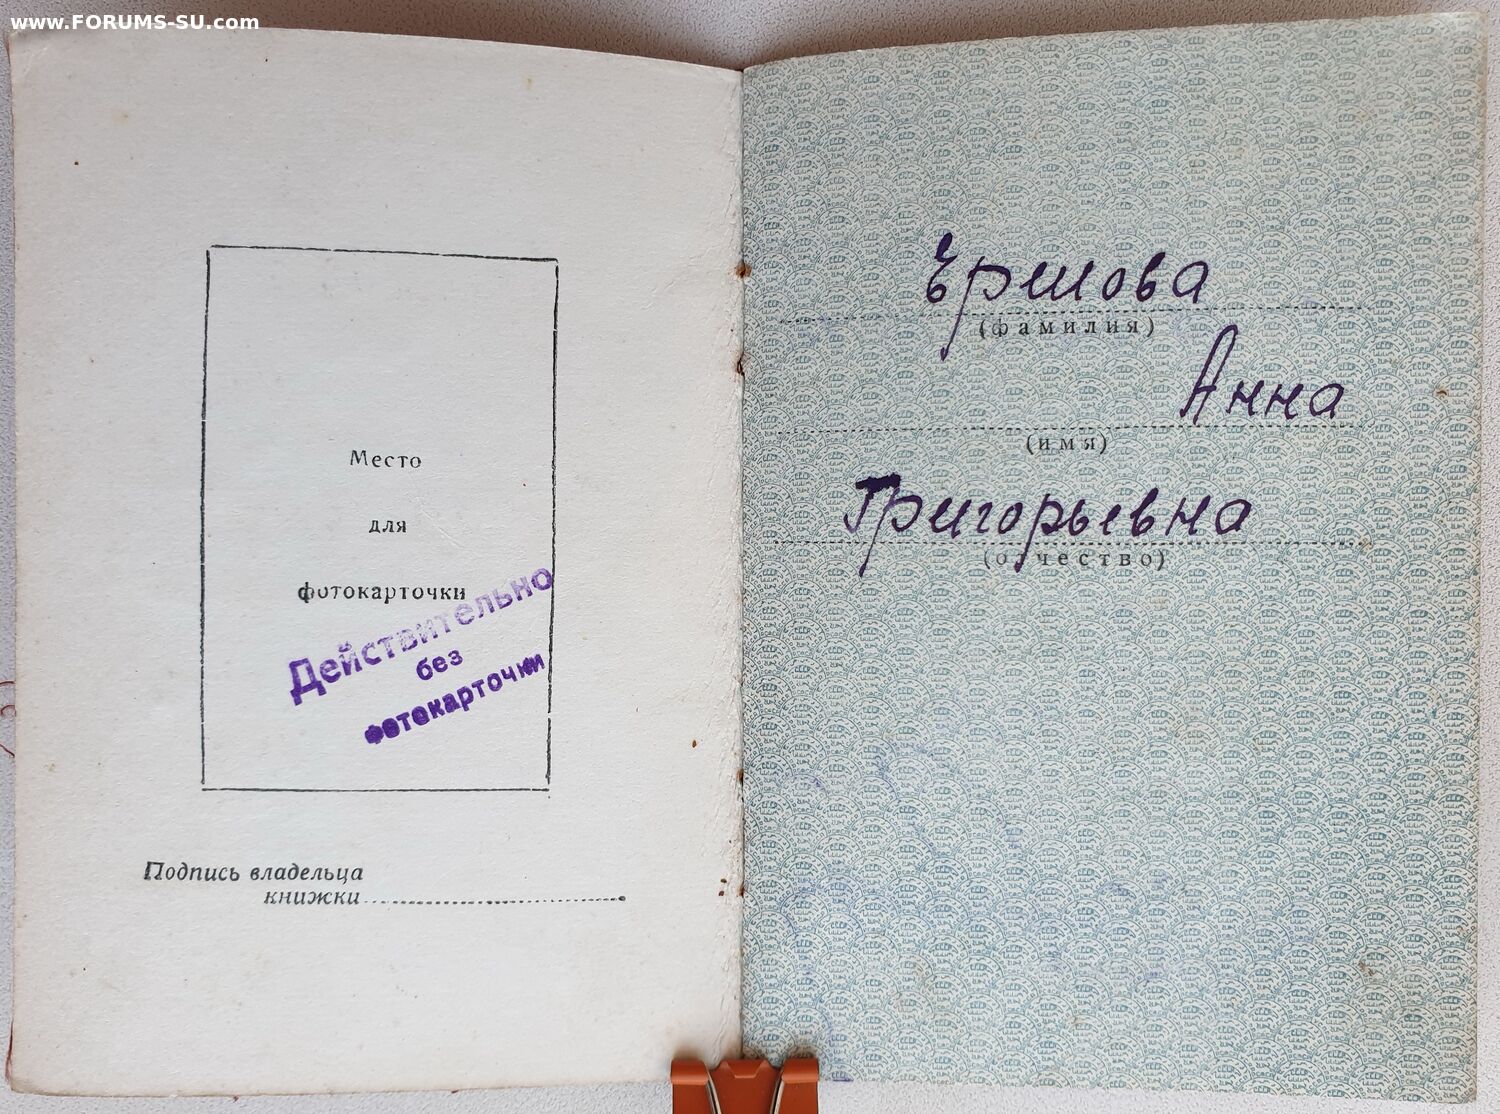 www.FORUMS-SU.com
Место
для
фотокарточки
Действительно
без
фотокарточки
Подпись владельца
книжки
Ершова
(фамилия)
Анна
(имя)
Григорьевна
(отчество)